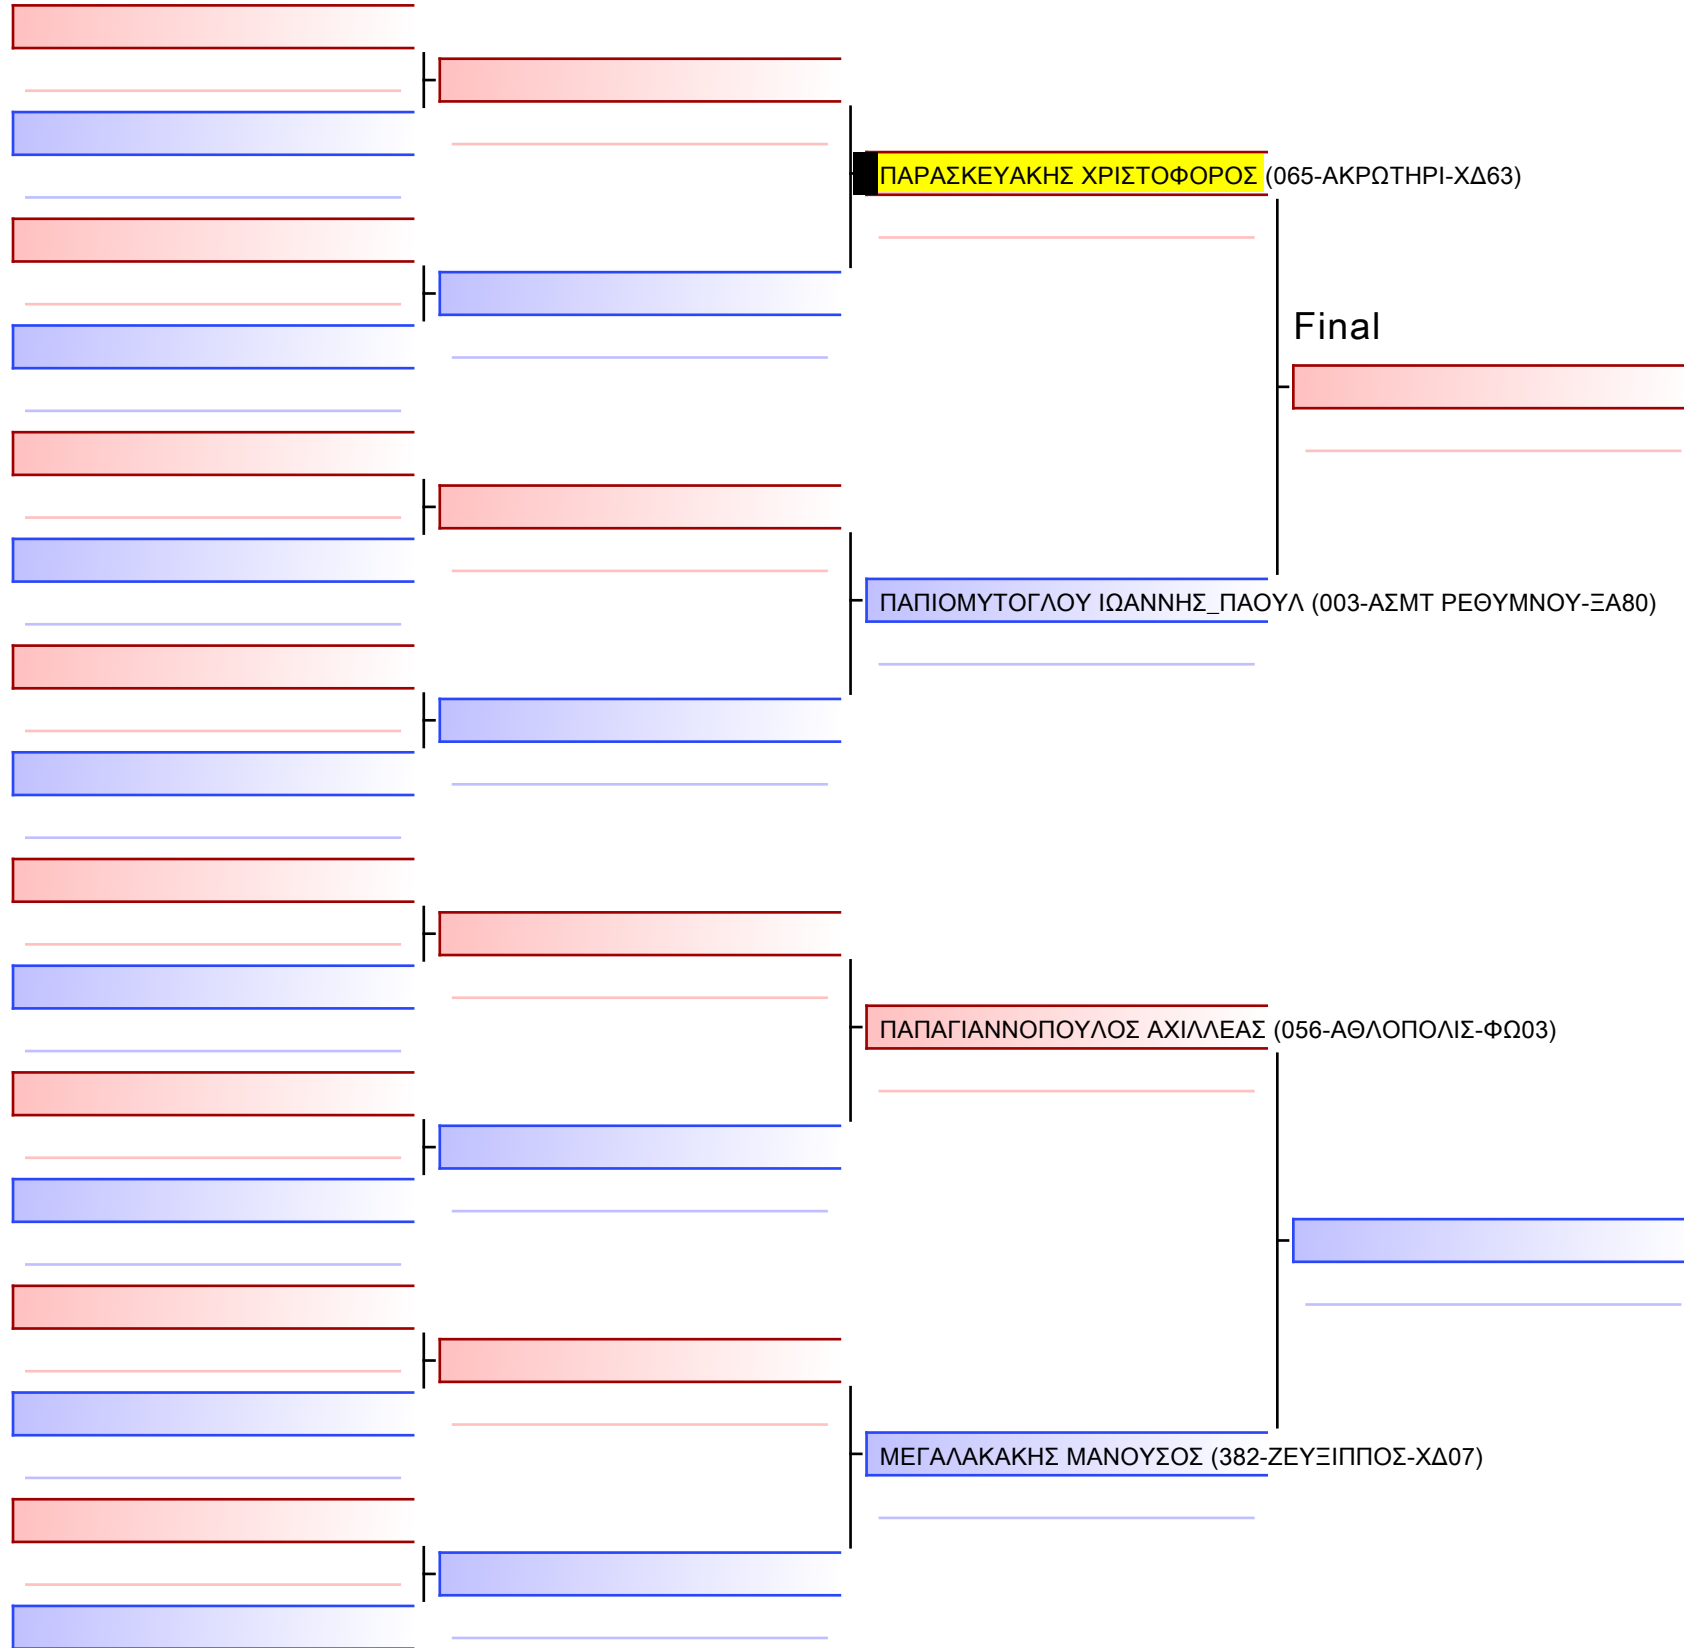 ΠΑΡΑΣΚΕΥΑΚΗΣ ΧΡΙΣΤΟΦΟΡΟΣ (065-ΑΚΡΩΤΗΡΙ-ΧΔ63)
Final
ΠΑΠΙΟΜΥΤΟΓΛΟΥ ΙΩΑΝΝΗΣ_ΠΑΟΥΛ (003-ΑΣΜΤ ΡΕΘΥΜΝΟΥ-ΞΑ80)
ΠΑΠΑΓΙΑΝΝΟΠΟΥΛΟΣ ΑΧΙΛΛΕΑΣ (056-ΑΘΛΟΠΟΛΙΣ-ΦΩ03)
ΜΕΓΑΛΑΚΑΚΗΣ ΜΑΝΟΥΣΟΣ (382-ΖΕΥΞΙΠΠΟΣ-ΧΔ07)